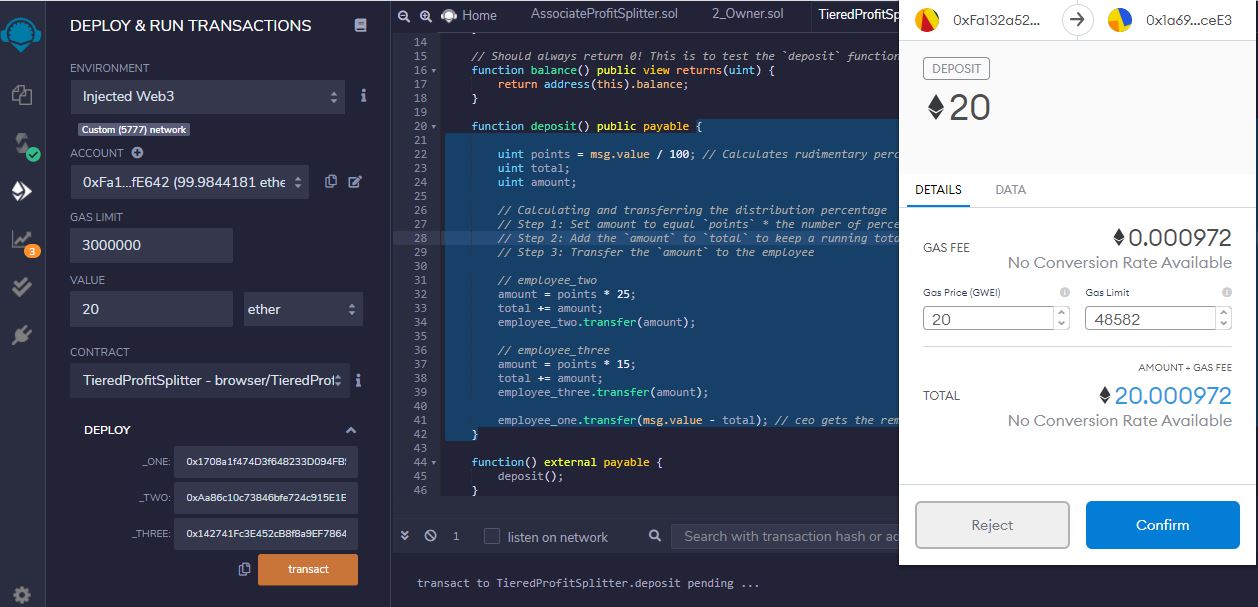 DEPLOY & RUN TRANSACTIONS
ENVIRONMENT
Injected Web3
Custom (5777) network
ACCOUNT
0xFa1...fE642 (99.9844181 ethe
GAS LIMIT
3000000
3
VALUE
20
ether
CONTRACT
TieredProfitSplitter - browser/TieredProf
DEPLOY
_ONE:
0x1708a1f474D3f648233D094FB
_TWO:
0xAa86c10c73846bfe724c915E1E
_THREE:
0x142741Fc3E452cB8f8a9EF7864
transact
Home
AssociateProfitSplitter.sol
2_Owner.sol
TieredProfitSp
14 }
15 // Should always return 0! This is to test the `deposit` function
16 function balance() public view returns(uint) {
17 return address(this).balance;
18 }
19
20 function deposit() public payable {
21
22 uint points = msg.value / 100; // Calculates rudimentary perc
23 uint total;
24 uint amount;
25
26 // Calculating and transferring the distribution percentage
27 // Step 1: Set amount to equal `points` * the number of perce
28 // Step 2: Add the `amount` to `total` to keep a running tota
29 // Step 3: Transfer the `amount` to the employee
30
31 // employee_two
32 amount = points * 25;
33 total += amount;
34 employee_two.transfer(amount);
35
36 // employee_three
37 amount = points * 15;
38 total += amount;
39 employee_three.transfer(amount);
40
41 employee_one.transfer(msg.value - total); // ceo gets the rem
42 }
43
44 function() external payable {
45 deposit();
46 }
1
listen on network
Search with transaction hash or ad
transact to TieredProfitSplitter.deposit pending ...
0xFa132a52...
0x1a69...ceE3
DEPOSIT
20
DETAILS
DATA
GAS FEE
0.000972
No Conversion Rate Available
Gas Price (GWEI)
Gas Limit
20
48582
AMOUNT + GAS FEE
TOTAL
20.000972
No Conversion Rate Available
Reject
Confirm